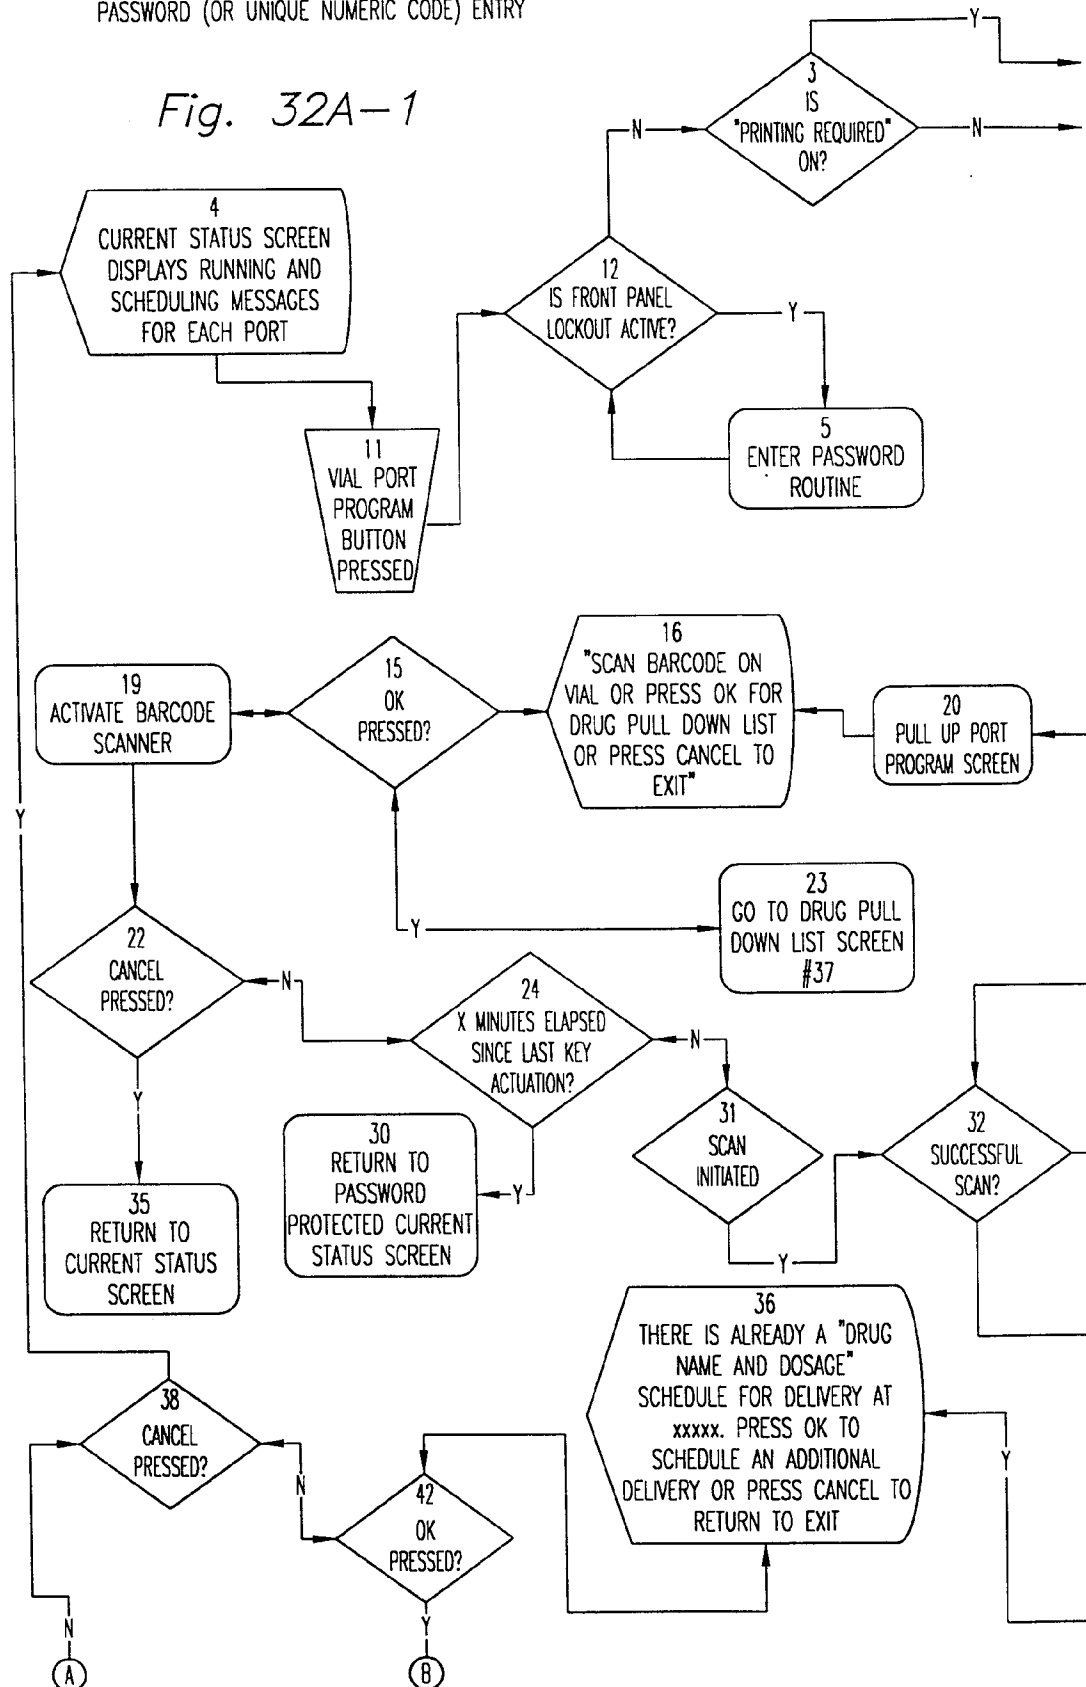 PASSWORD (OR UNIQUE NUMERIC CODE) ENTRY
Fig. 32A-1
Y
3
IS
"PRINTING REQUIRED"
ON?
N
N
4
CURRENT STATUS SCREEN
DISPLAYS RUNNING AND
SCHEDULING MESSAGES
FOR EACH PORT
12
IS FRONT PANEL
LOCKOUT ACTIVE?
Y
5
ENTER PASSWORD
ROUTINE
11
VIAL PORT
PROGRAM
BUTTON
PRESSED
19
ACTIVATE BARCODE
SCANNER
15
OK
PRESSED?
16
"SCAN BARCODE ON
VIAL OR PRESS OK FOR
DRUG PULL DOWN LIST
OR PRESS CANCEL TO
EXIT"
20
PULL UP PORT
PROGRAM SCREEN
Y
Y
23
GO TO DRUG PULL
DOWN LIST SCREEN
#37
22
CANCEL
PRESSED?
N
24
X MINUTES ELAPSED
SINCE LAST KEY
ACTUATION?
N
31
SCAN
INITIATED
32
SUCCESSFUL
SCAN?
Y
30
RETURN TO
PASSWORD
PROTECTED CURRENT
STATUS SCREEN
Y
Y
35
RETURN TO
CURRENT STATUS
SCREEN
36
THERE IS ALREADY A "DRUG
NAME AND DOSAGE"
SCHEDULE FOR DELIVERY AT
xxxxx. PRESS OK TO
SCHEDULE AN ADDITIONAL
DELIVERY OR PRESS CANCEL TO
RETURN TO EXIT
Y
38
CANCEL
PRESSED?
N
42
OK
PRESSED?
N
Y
A
B